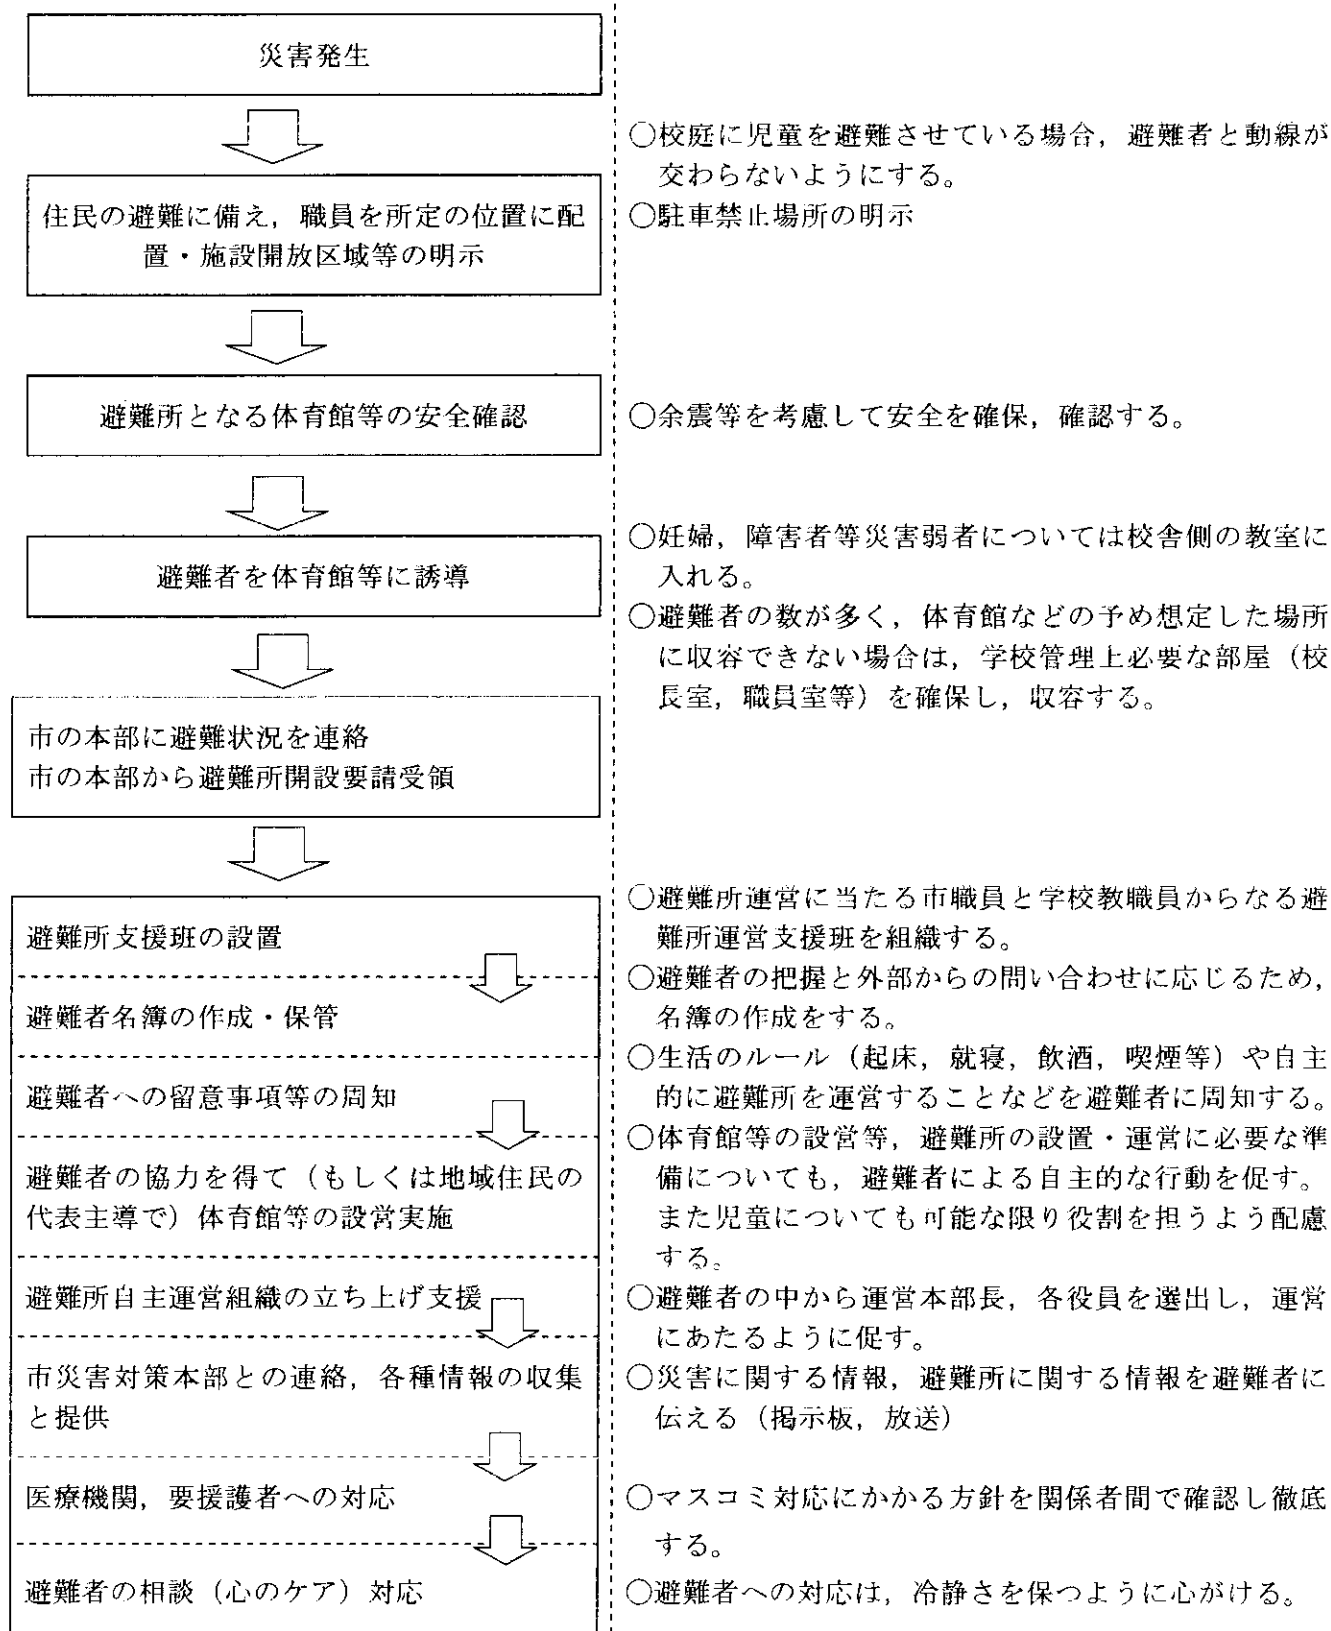 災害発生
○校庭に児童を避難させている場合，避難者と動線が
交わらないようにする。
○駐車禁止場所の明示
住民の避難に備え，職員を所定の位置に配
置・施設開放区域等の明示
避難所となる体育館等の安全確認
○余震等を考慮して安全を確保，確認する。
避難者を体育館等に誘導
○妊婦，障害者等災害弱者については校舎側の教室に
入れる。
○避難者の数が多く，体育館などの予め想定した場所
に収容できない場合は，学校管理上必要な部屋（校
長室，職員室等）を確保し，収容する。
市の本部に避難状況を連絡
市の本部から避難所開設要請受領
避難所支援班の設置
○避難所運営に当たる市職員と学校教職員からなる避
難所運営支援班を組織する。
避難者名簿の作成・保管
○避難者の把握と外部からの問い合わせに応じるため，
名簿の作成をする。
避難者への留意事項等の周知
○生活のルール（起床，就寝，飲酒，喫煙等）や自主
的に避難所を運営することなどを避難者に周知する。
避難者の協力を得て（もしくは地域住民の
代表主導で）体育館等の設営実施
○体育館等の設営等，避難所の設置・運営に必要な準
備についても，避難者による自主的な行動を促す。
また児童についても可能な限り役割を担うよう配慮
する。
避難所自主運営組織の立ち上げ支援
○避難者の中から運営本部長，各役員を選出し，運営
にあたるように促す。
市災害対策本部との連絡，各種情報の収集
と提供
○災害に関する情報，避難所に関する情報を避難者に
伝える（掲示板，放送）
医療機関，要援護者への対応
○マスコミ対応にかかる方針を関係者間で確認し徹底
する。
避難者の相談（心のケア）対応
○避難者への対応は，冷静さを保つように心がける。